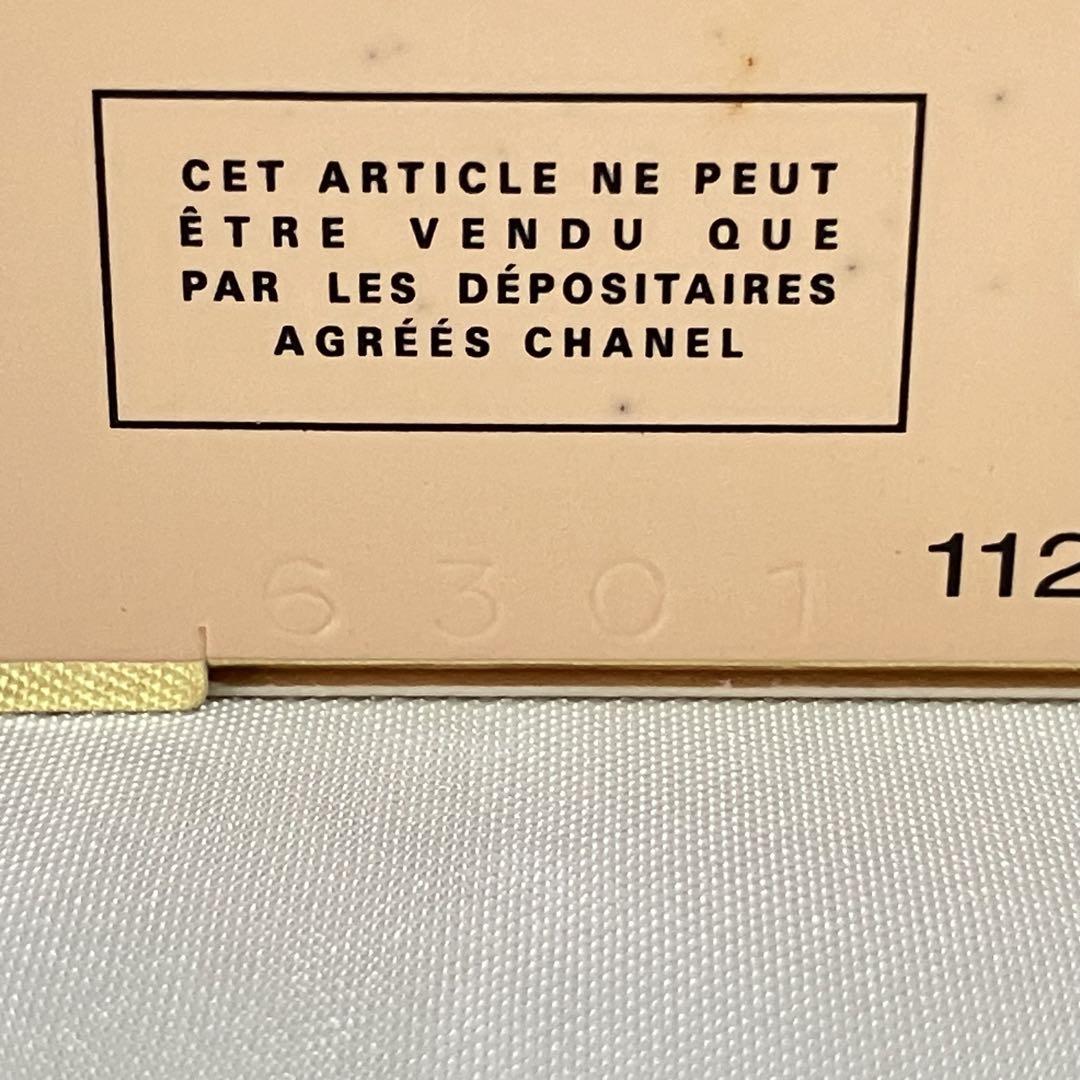 CET ARTICLE NE PEUT
ÊTRE VENDU QUE
PAR LES DÉPOSITAIRES
AGRÉÉS CHANEL
6301
112